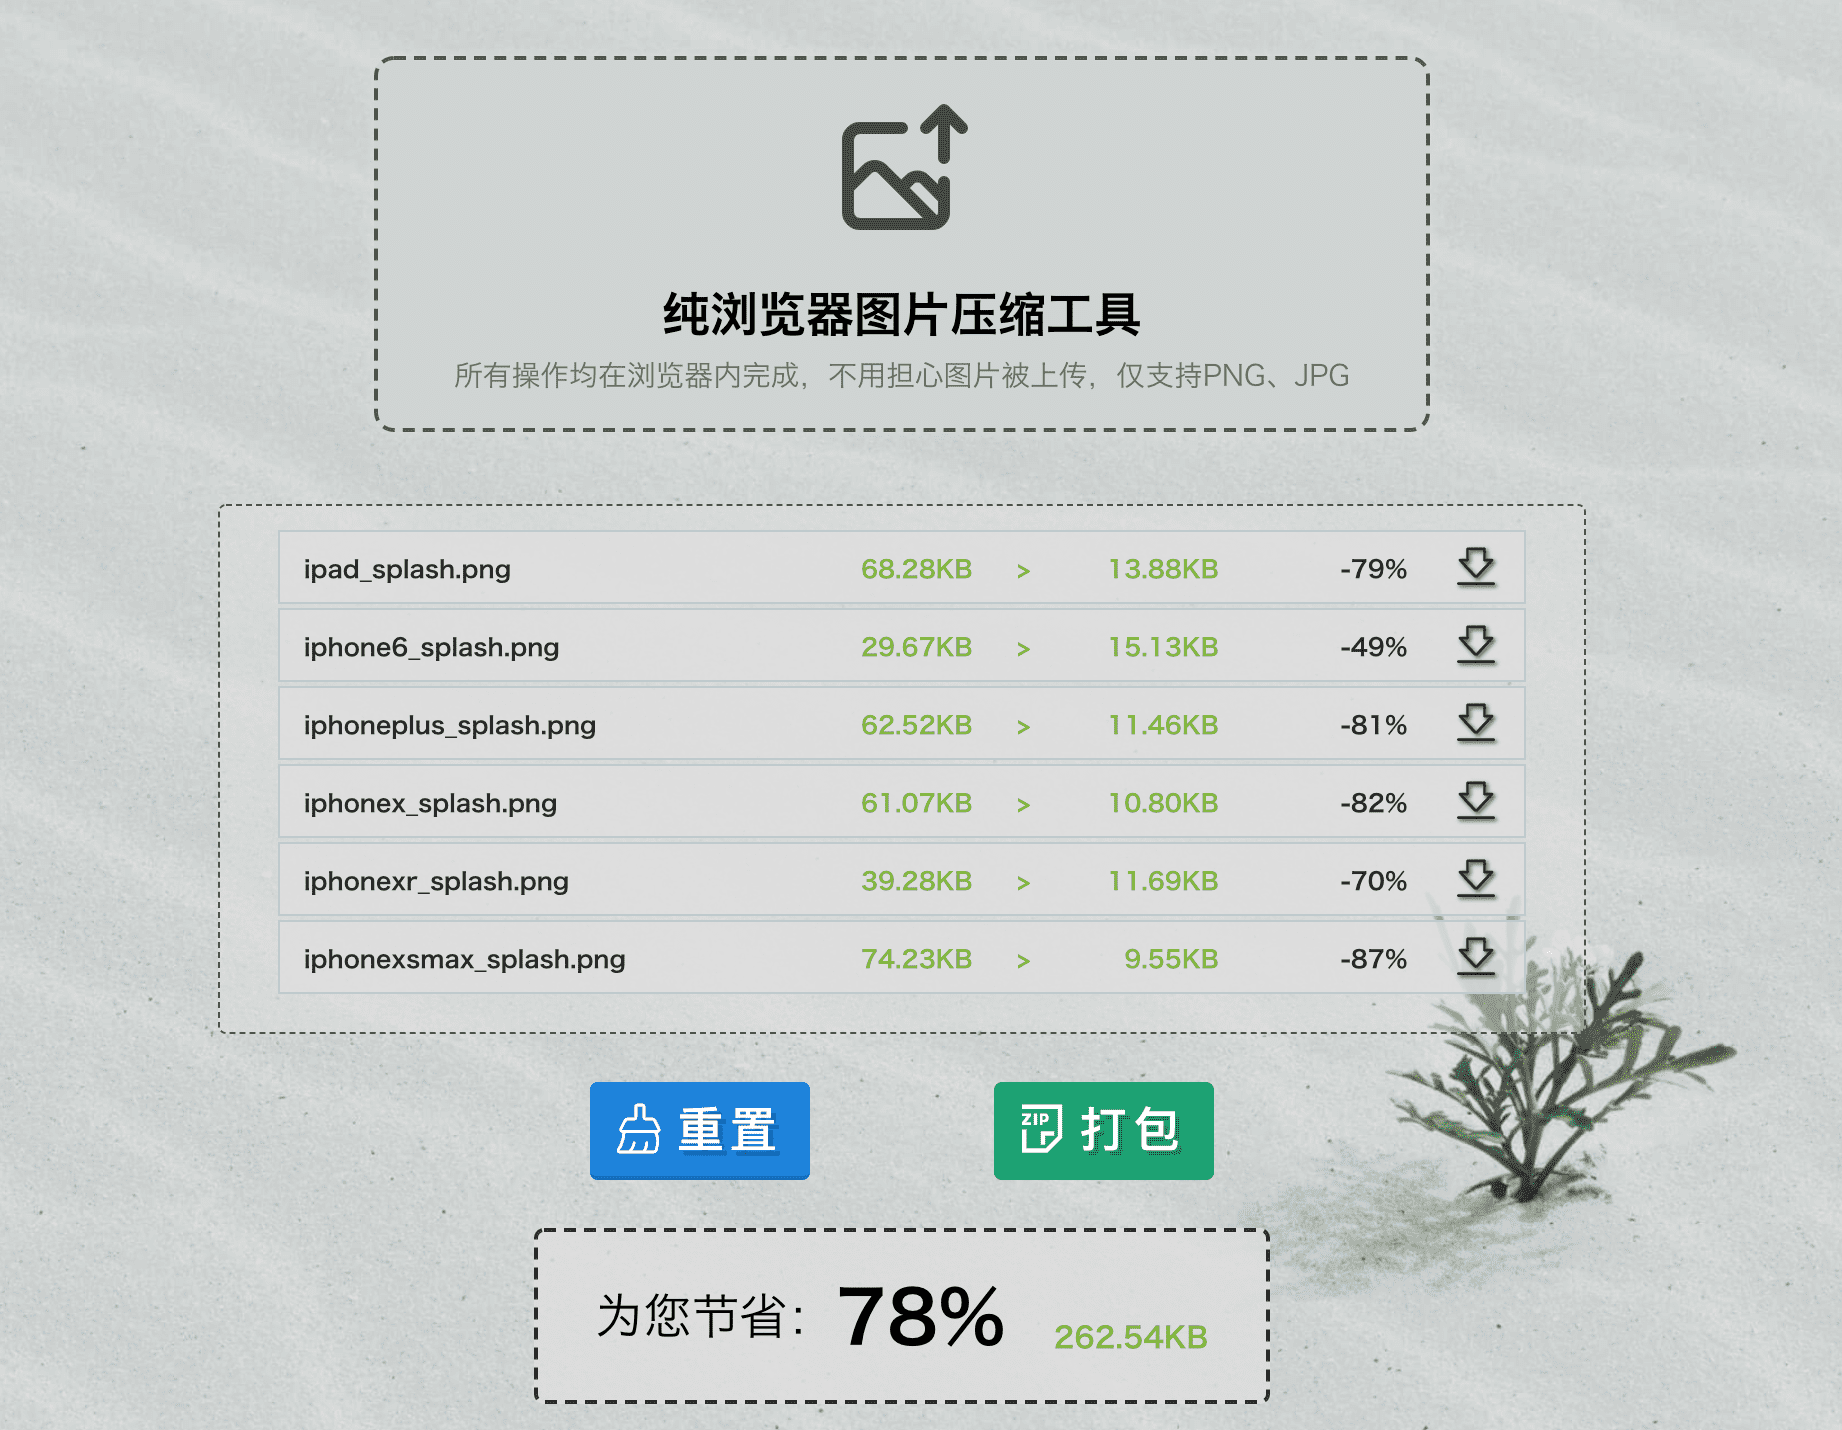 纯浏览器图片压缩工具
所有操作均在浏览器内完成，不用担心图片被上传，仅支持PNG、JPG
ipad_splash.png 68.28KB > 13.88KB -79%
iphone6_splash.png 29.67KB > 15.13KB -49%
iphoneplus_splash.png 62.52KB > 11.46KB -81%
iphonex_splash.png 61.07KB > 10.80KB -82%
iphonexr_splash.png 39.28KB > 11.69KB -70%
iphonexsmax_splash.png 74.23KB > 9.55KB -87%
重置 ZIP 打包
为您节省： 78% 262.54KB